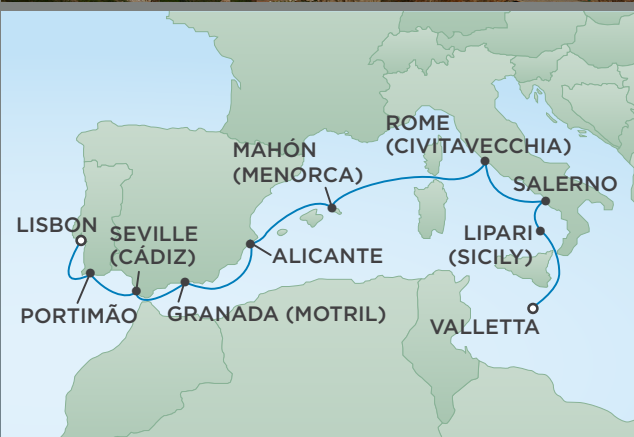 ROME
(CIVITAVECCHIA)
MAHÓN
(MENORCA)
SALERNO
LISBON
SEVILLE
(CÁDIZ)
LIPARI
(SICILY)
ALICANTE
PORTIMÃO
GRANADA (MOTRIL)
VALLETTA